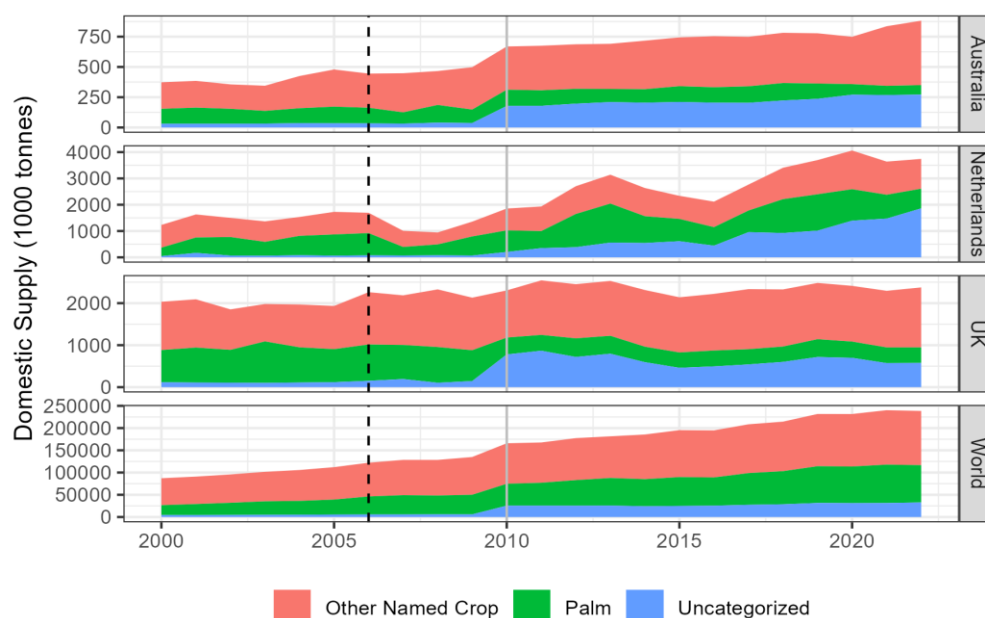 Domestic Supply (1000 tonnes)
750
500
250
0
Australia
4000
3000
2000
1000
0
Netherlands
2000
1000
0
UK
250000
200000
150000
100000
50000
0
World
2000 2005 2010 2015 2020
Other Named Crop Palm Uncategorized